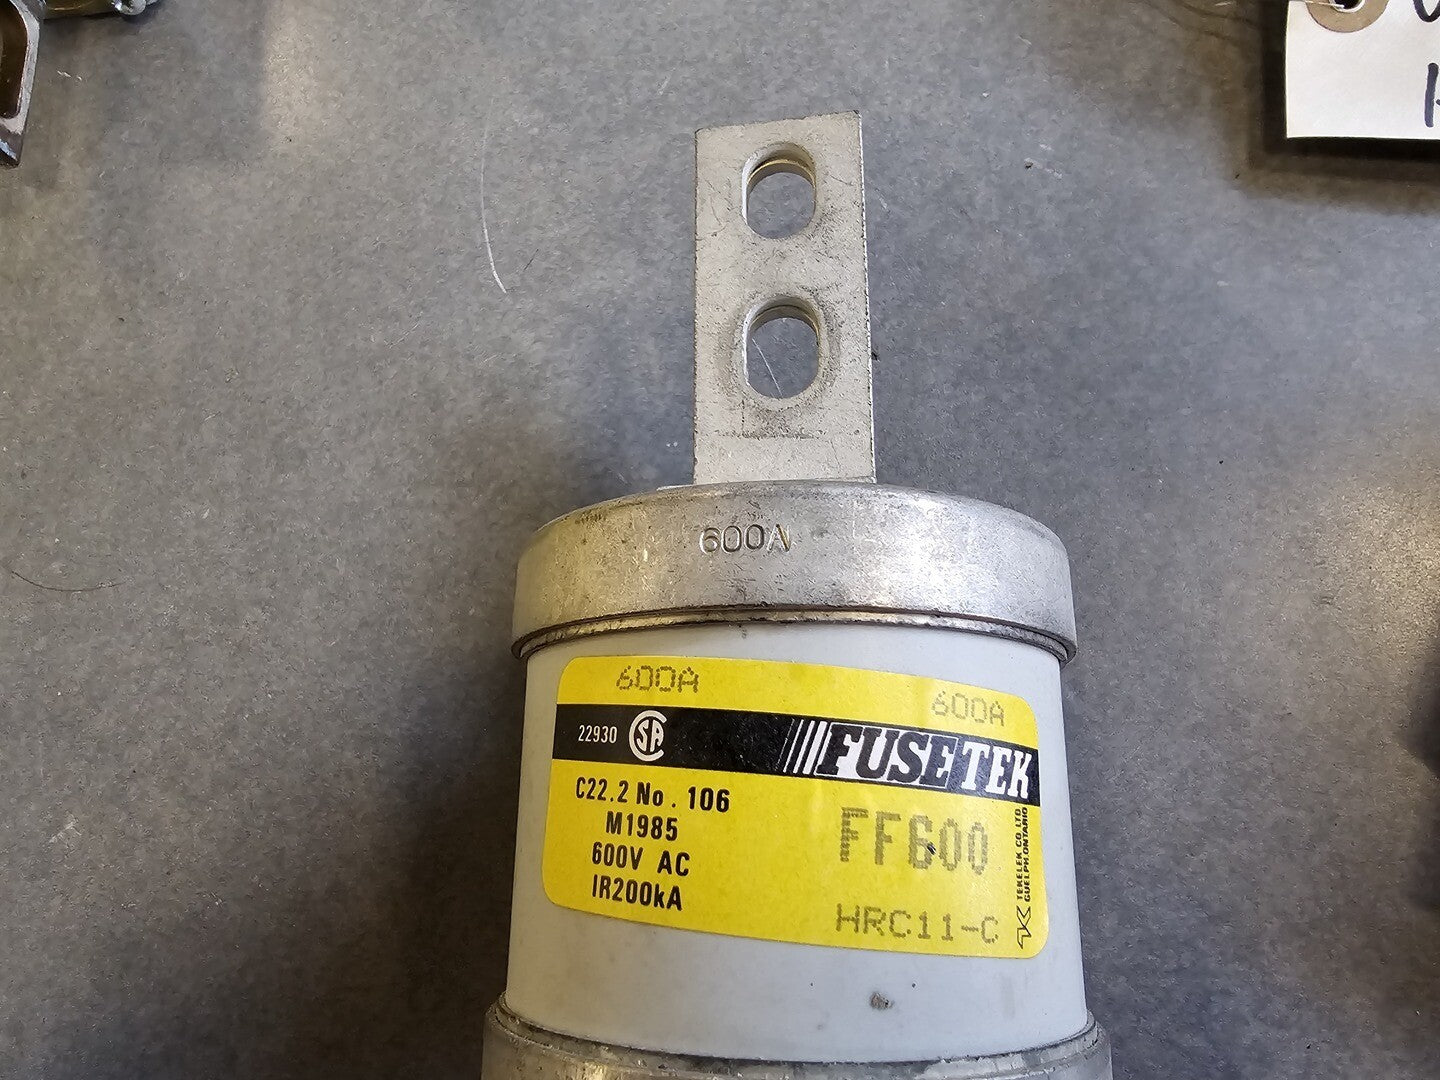 600A
600A
600A
22930 CSA FUSETEK
C22.2 No. 106
M1985
600V AC
IR200kA
FF600
HRC11-C
TEKELEK CO LTD
GUELPH, ONTARIO